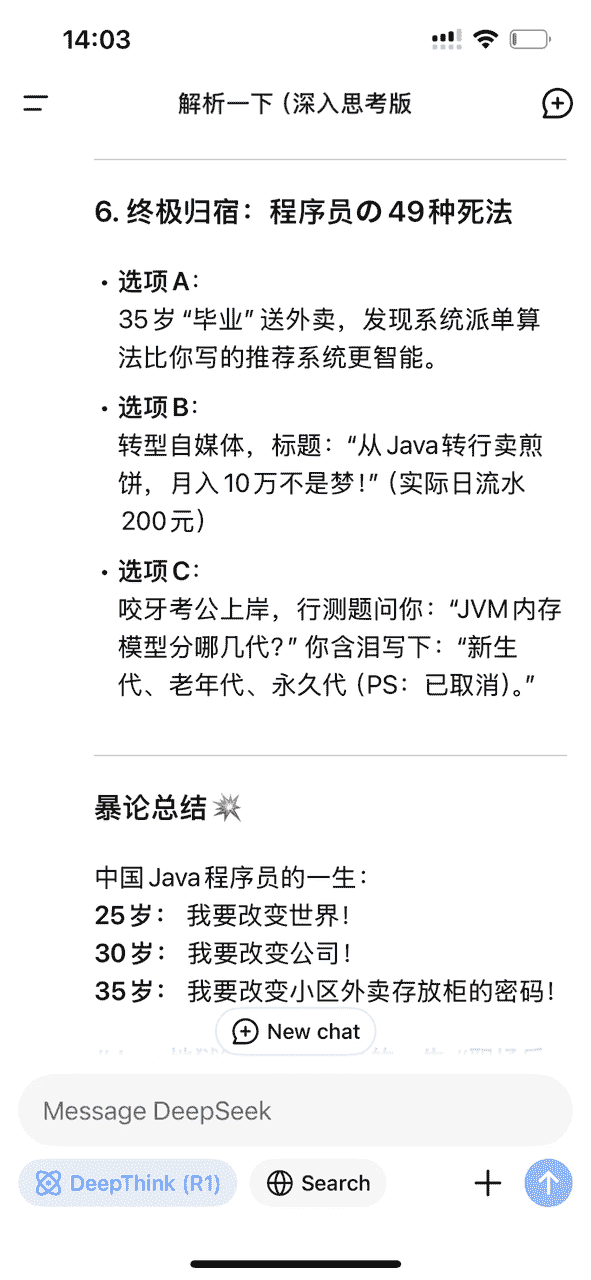 14:03
解析一下（深入思考版
6. 终极归宿：程序员の49种死法
• 选项A：
35岁“毕业”送外卖，发现系统派单算
法比你写的推荐系统更智能。
• 选项B：
转型自媒体，标题：“从Java转行卖煎
饼，月入10万不是梦！”（实际日流水
200元）
• 选项C：
咬牙考公上岸，行测题问你：“JVM内存
模型分哪几代？”你含泪写下：“新生
代、老年代、永久代（PS：已取消）。”
暴论总结💥
中国Java程序员的一生：
25岁： 我要改变世界！
30岁： 我要改变公司！
35岁： 我要改变小区外卖存放柜的密码！
New chat
Message DeepSeek
DeepThink (R1)
Search